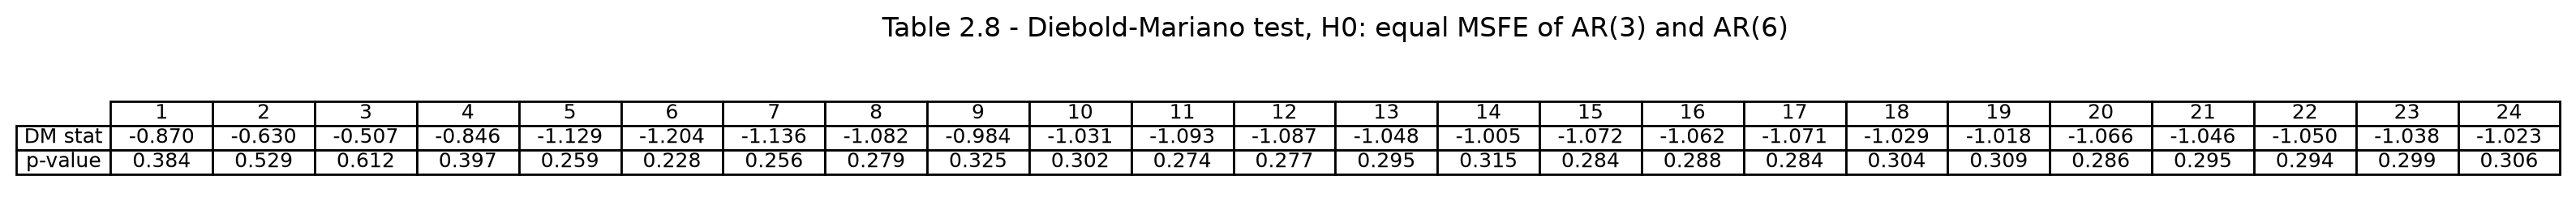 Table 2.8 - Diebold-Mariano test, H0: equal MSFE of AR(3) and AR(6)
1 2 3 4 5 6 7 8 9 10 11 12 13 14 15 16 17 18 19 20 21 22 23 24
DM stat -0.870 -0.630 -0.507 -0.846 -1.129 -1.204 -1.136 -1.082 -0.984 -1.031 -1.093 -1.087 -1.048 -1.005 -1.072 -1.062 -1.071 -1.029 -1.018 -1.066 -1.046 -1.050 -1.038 -1.023
p-value 0.384 0.529 0.612 0.397 0.259 0.228 0.256 0.279 0.325 0.302 0.274 0.277 0.295 0.315 0.284 0.288 0.284 0.304 0.309 0.286 0.295 0.294 0.299 0.306